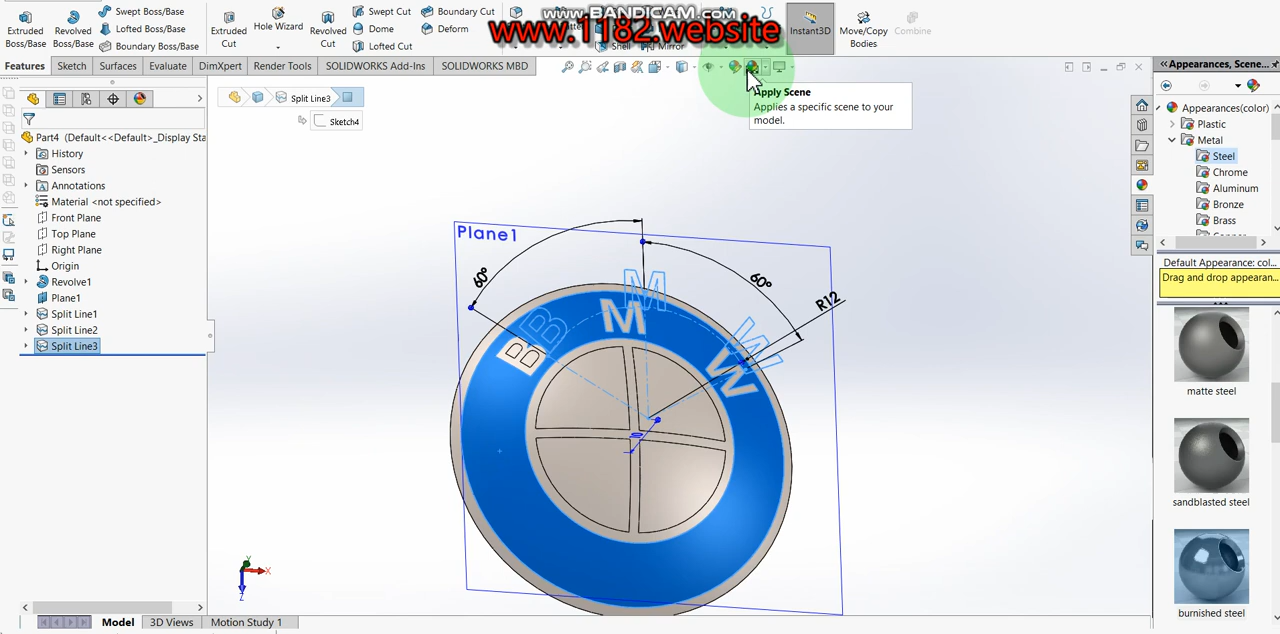 www.BANDICAM.com
www.1182.website
Extruded Boss/Base
Revolved Boss/Base
Swept Boss/Base
Lofted Boss/Base
Boundary Boss/Base
Extruded Cut
Hole Wizard
Revolved Cut
Swept Cut
Dome
Lofted Cut
Boundary Cut
Deform
Shell
Mirror
Instant3D
Move/Copy Bodies
Combine
Features
Sketch
Surfaces
Evaluate
DimXpert
Render Tools
SOLIDWORKS Add-Ins
SOLIDWORKS MBD
Apply Scene
Applies a specific scene to your
model.
Split Line3
Sketch4
Part4 (Default<<Default>_Display Sta
History
Sensors
Annotations
Material <not specified>
Front Plane
Top Plane
Right Plane
Origin
Revolve1
Plane1
Split Line1
Split Line2
Split Line3
Plane1
60°
60°
R12
B
B
M
M
W
W
10
Y
X
Z
Model
3D Views
Motion Study 1
Appearances, Scene...
Appearances(color)
Plastic
Metal
Steel
Chrome
Aluminum
Bronze
Brass
Default Appearance: col...
Drag and drop appearan...
matte steel
sandblasted steel
burnished steel